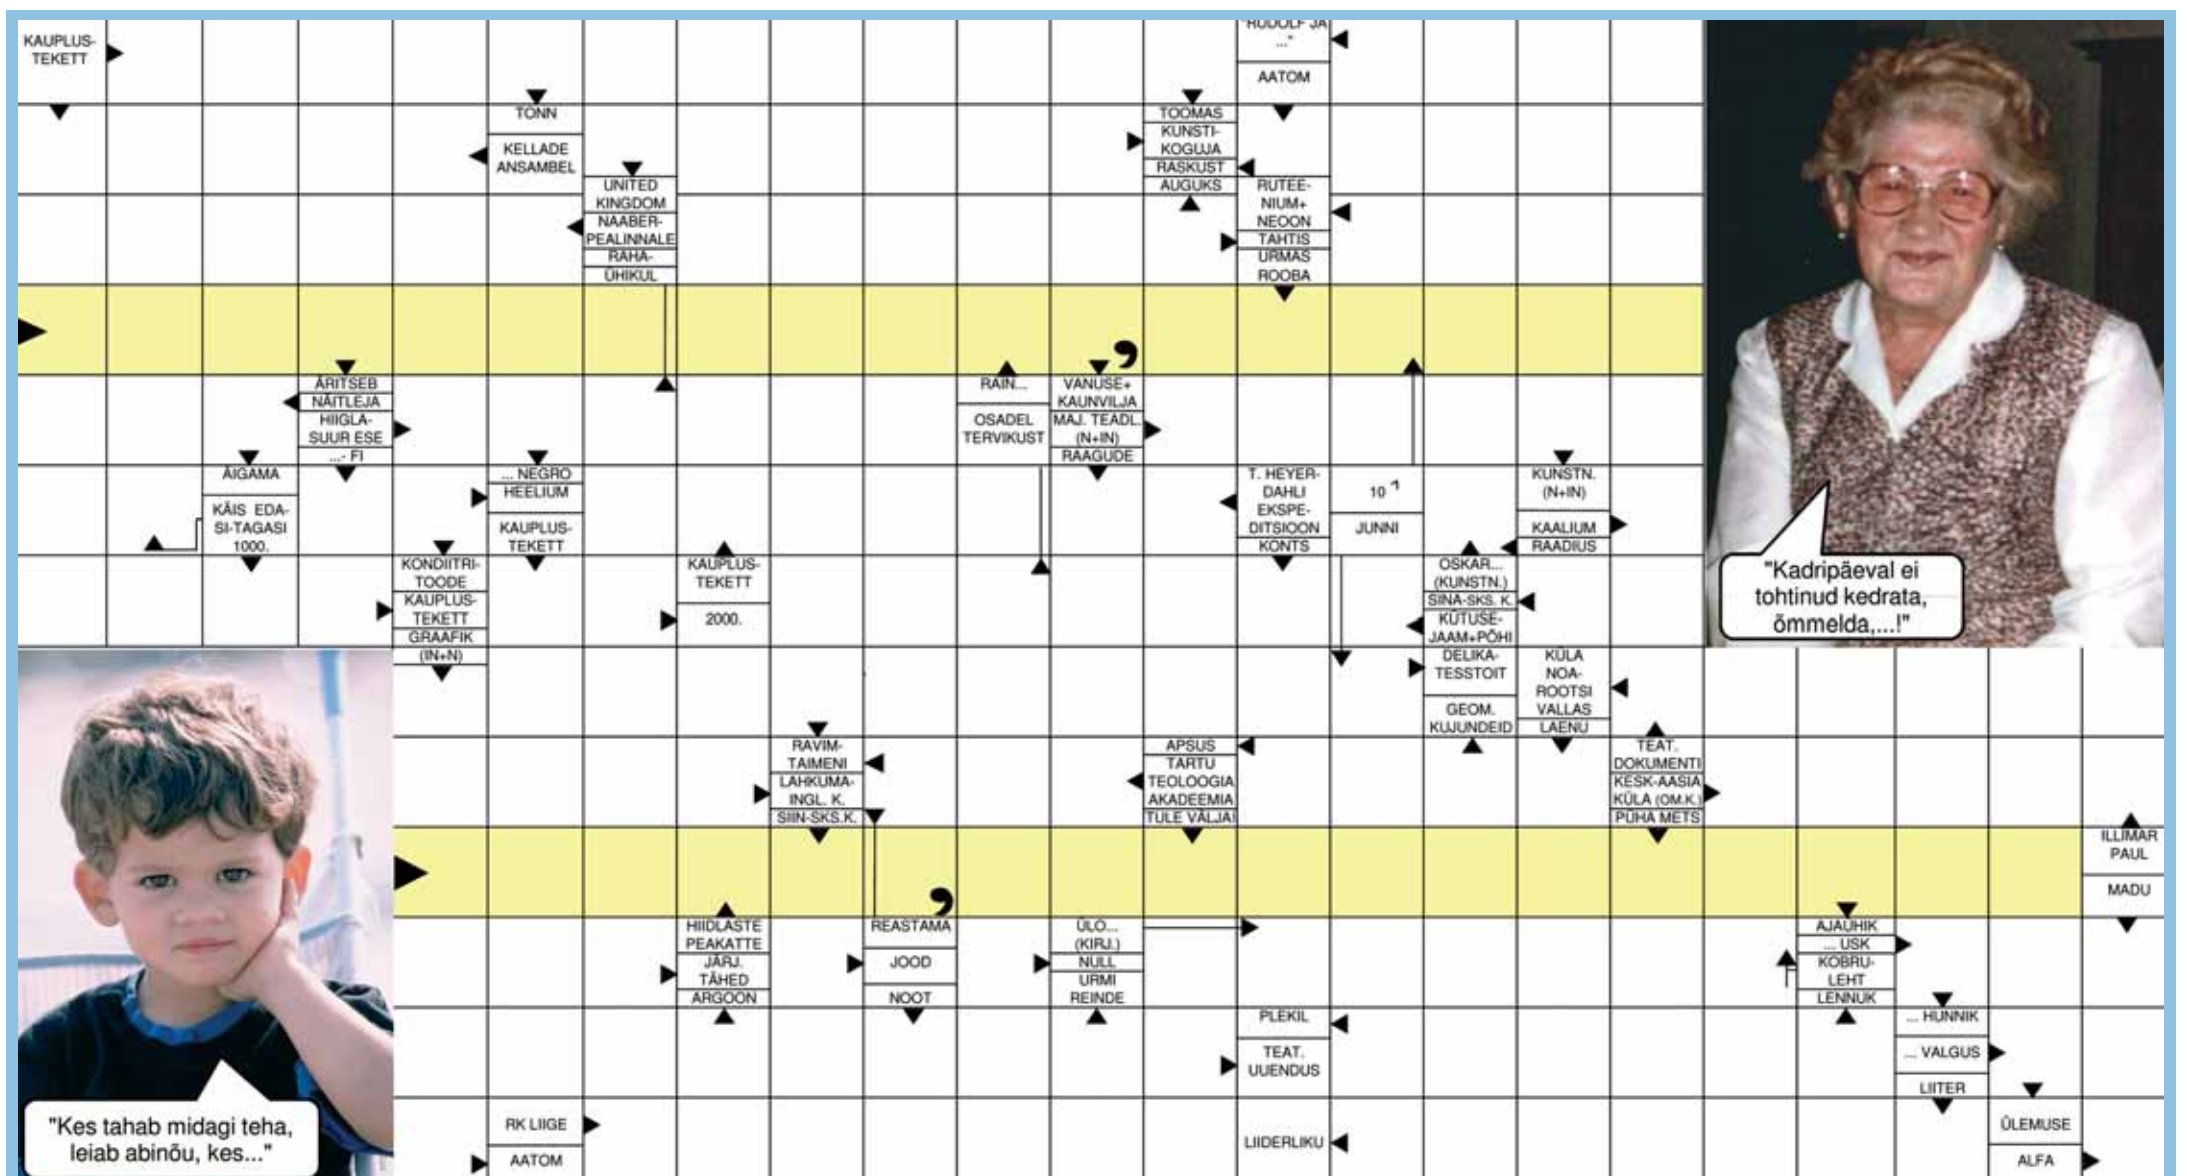 KAUPLUS-
TEKETT
"RUDOLF JA
..."
AATOM
TONN
KELLADE
ANSAMBEL
TOOMAS
KUNSTI-
KOGUJA
RASKUST
AUGUKS
UNITED
KINGDOM
NAABER-
PEALINNALE
RAHA-
ÜHIKUL
RUTEE-
NIUM+
NEOON
TAHTIS
URMAS
ROOBA
,
ÄRITSEB
NÄITLEJA
HIIGLA-
SUUR ESE
...- FI
RAIN...
OSADEL
TERVIKUST
VANUSE+
KAUNVILJA
MAJ. TEADL.
(N+IN)
RAAGUDE
ÄIGAMA
KÄIS EDA-
SI-TAGASI
1000.
... NEGRO
HEELIUM
KAUPLUS-
TEKETT
T. HEYER-
DAHLI
EKSPE-
DITSIOON
KONTS
10
JUNNI
KUNSTN.
(N+IN)
KAALIUM
RAADIUS
KONDIITRI-
TOODE
KAUPLUS-
TEKETT
GRAAFIK
(IN+N)
KAUPLUS-
TEKETT
2000.
OSKAR...
(KUNSTN.)
SINA-SKS. K.
KÜTUSE-
JAAM+PÕHI
"Kadripäeval ei
tohtinud kedrata,
õmmelda,...!"
DELIKA-
TESSTOIT
GEOM.
KUJUNDEID
KÜLA
NOA-
ROOTSI
VALLAS
LAENU
RAVIM-
TAIMENI
LAHKUMA-
INGL. K.
SIIN-SKS.K.
APSUS
TARTU
TEOLOOGIA
AKADEEMIA
TULE VÄLJA!
TEAT.
DOKUMENTI
KESK-AASIA
KÜLA (OM.K.)
PÜHA METS
,
ILLIMAR
PAUL
MADU
HIIDLASTE
PEAKATTE
JÄRJ.
TÄHED
ARGOON
REASTAMA
JOOD
NOOT
ÜLO...
(KIRJ.)
NULL
URMI
REINDE
AJAÜHIK
... USK
KOBRU-
LEHT
LENNUK
PLEKIL
TEAT.
UUENDUS
... HUNNIK
... VALGUS
LIITER
"Kes tahab midagi teha,
leiab abinõu, kes..."
RK LIIGE
AATOM
LIIDERLIKU
ÜLEMUSE
ALFA